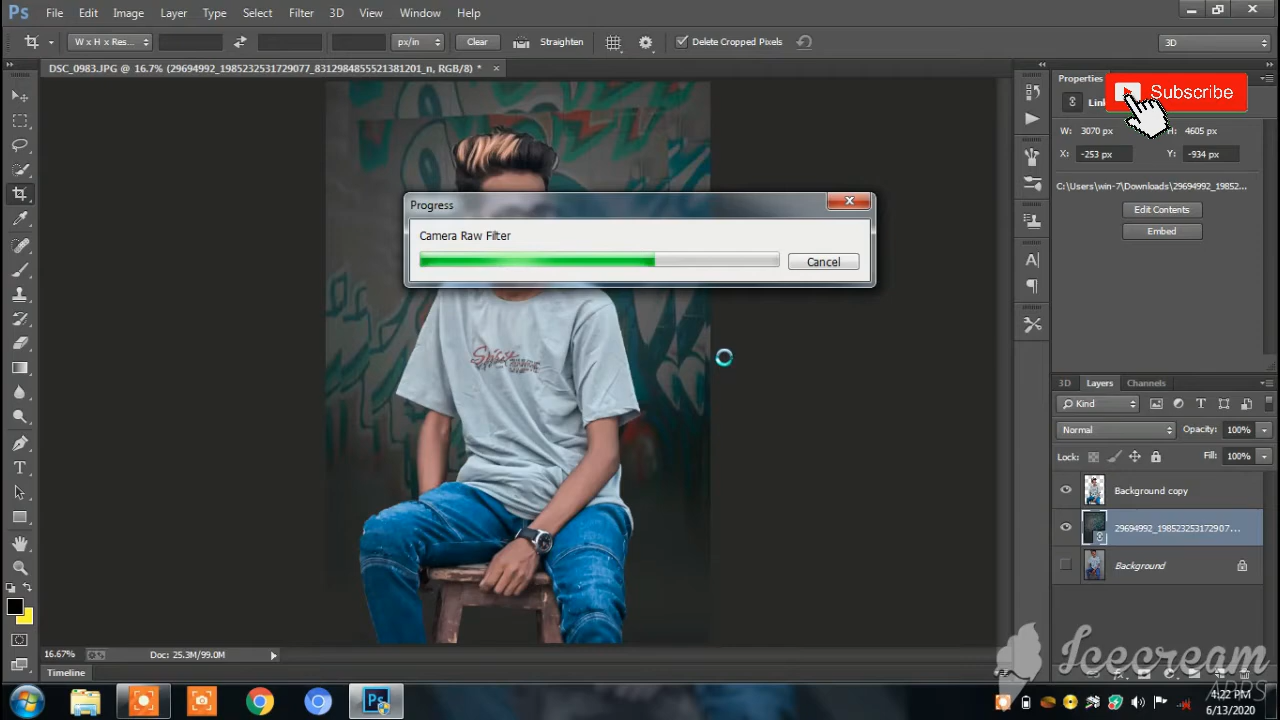 Ps File Edit Image Layer Type Select Filter 3D View Window Help
W x H x Res... px/in Clear Straighten Delete Cropped Pixels 3D
DSC_0983.JPG @ 16.7% (29694992_1985232531729077_8312984855521381201_n, RGB/8) * ×
Properties
Subscribe
Link
W: 3070 px H: 4605 px
X: -253 px Y: -934 px
C:\Users\win-7\Downloads\29694992_19852...
Edit Contents
Embed
Progress
Camera Raw Filter
Cancel
3D Layers Channels
Kind
Normal Opacity: 100%
Lock: Fill: 100%
Background copy
29694992_198523253172907...
Background
16.67% Doc: 25.3M/99.0M
Timeline
Icecream
APPS
Ps
4:22 PM
6/13/2020